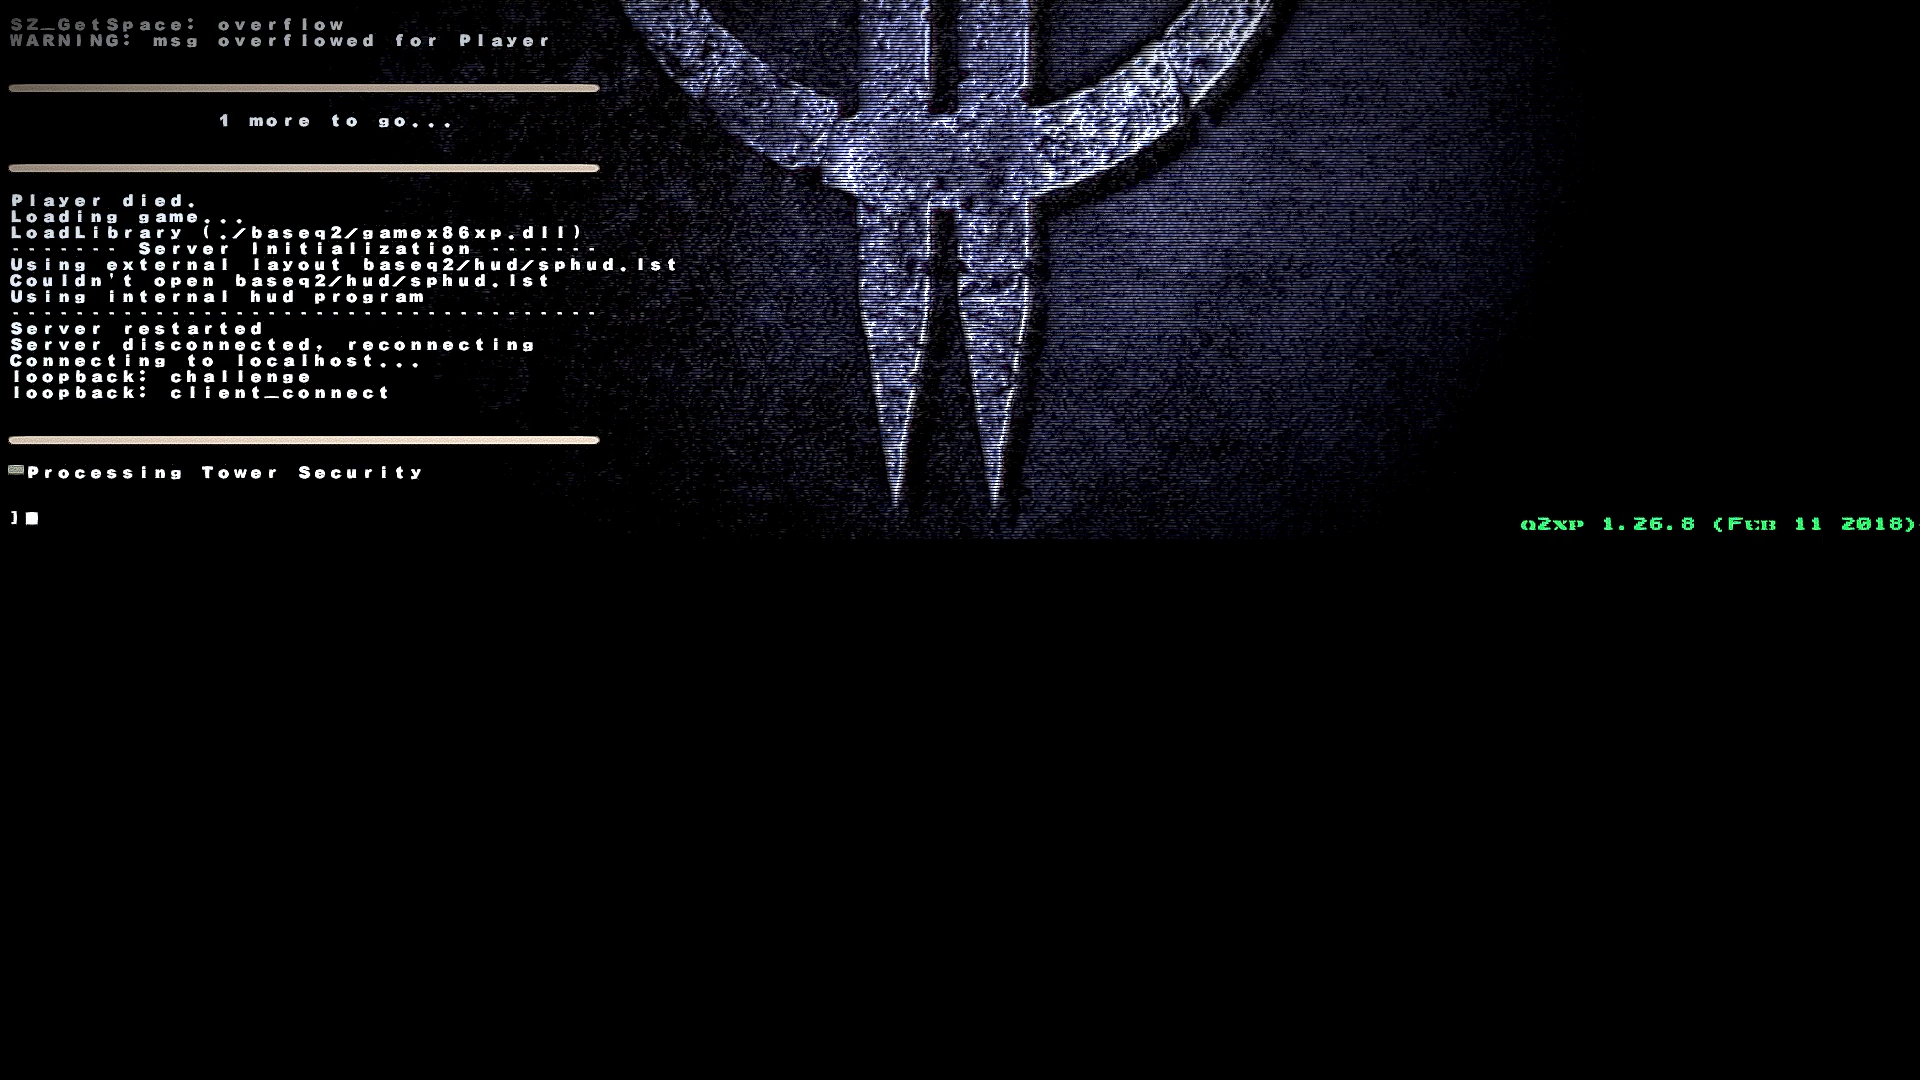 SZ_GetSpace: overflow
WARNING: msg overflowed for Player
1 more to go...
Player died.
Loading game...
LoadLibrary (./baseq2/gamex86xp.dll)
------- Server Initialization -------
Using external layout baseq2/hud/sphud.lst
Couldn't open baseq2/hud/sphud.lst
Using internal hud program
-------------------------------------
Server restarted
Server disconnected, reconnecting
Connecting to localhost...
loopback: challenge
loopback: client_connect
Processing Tower Security
]
q2xp 1.26.8 (Feb 11 2018)